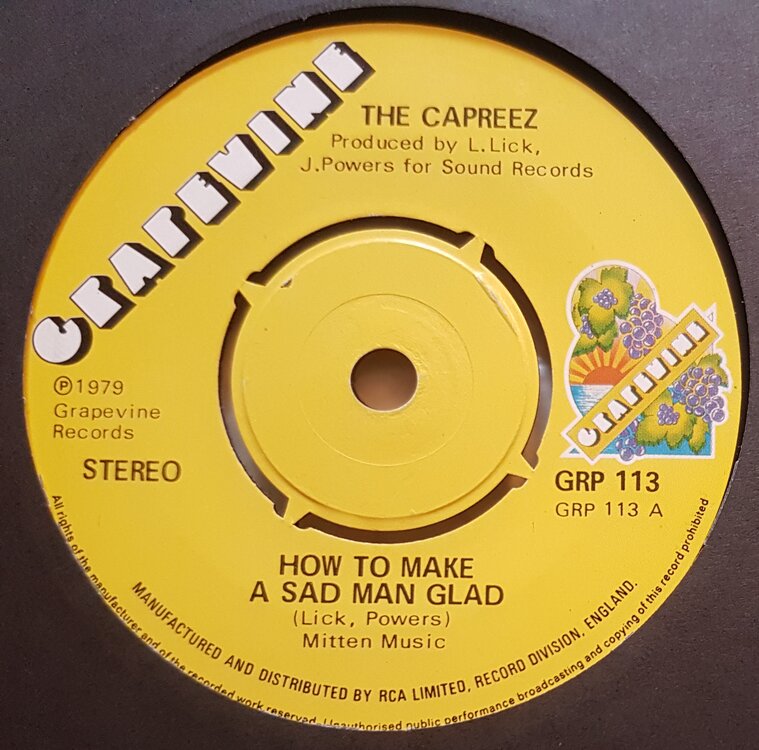 GRAPEVINE
THE CAPREEZ
Produced by L.Lick,
J.Powers for Sound Records
℗1979
Grapevine
Records
STEREO
GRAPEVINE
GRP 113
GRP 113 A
HOW TO MAKE
A SAD MAN GLAD
(Lick, Powers)
Mitten Music
MANUFACTURED AND DISTRIBUTED BY RCA LIMITED, RECORD DIVISION, ENGLAND.
All rights of the manufacturer and of the recorded work reserved. Unauthorised public performance broadcasting and copying of this record prohibited